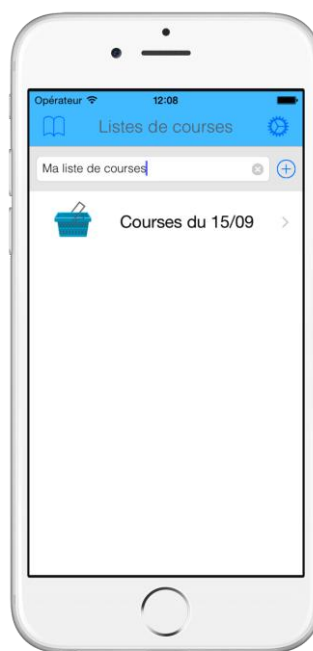 Opérateur 12:08
Listes de courses
Ma liste de courses
Courses du 15/09